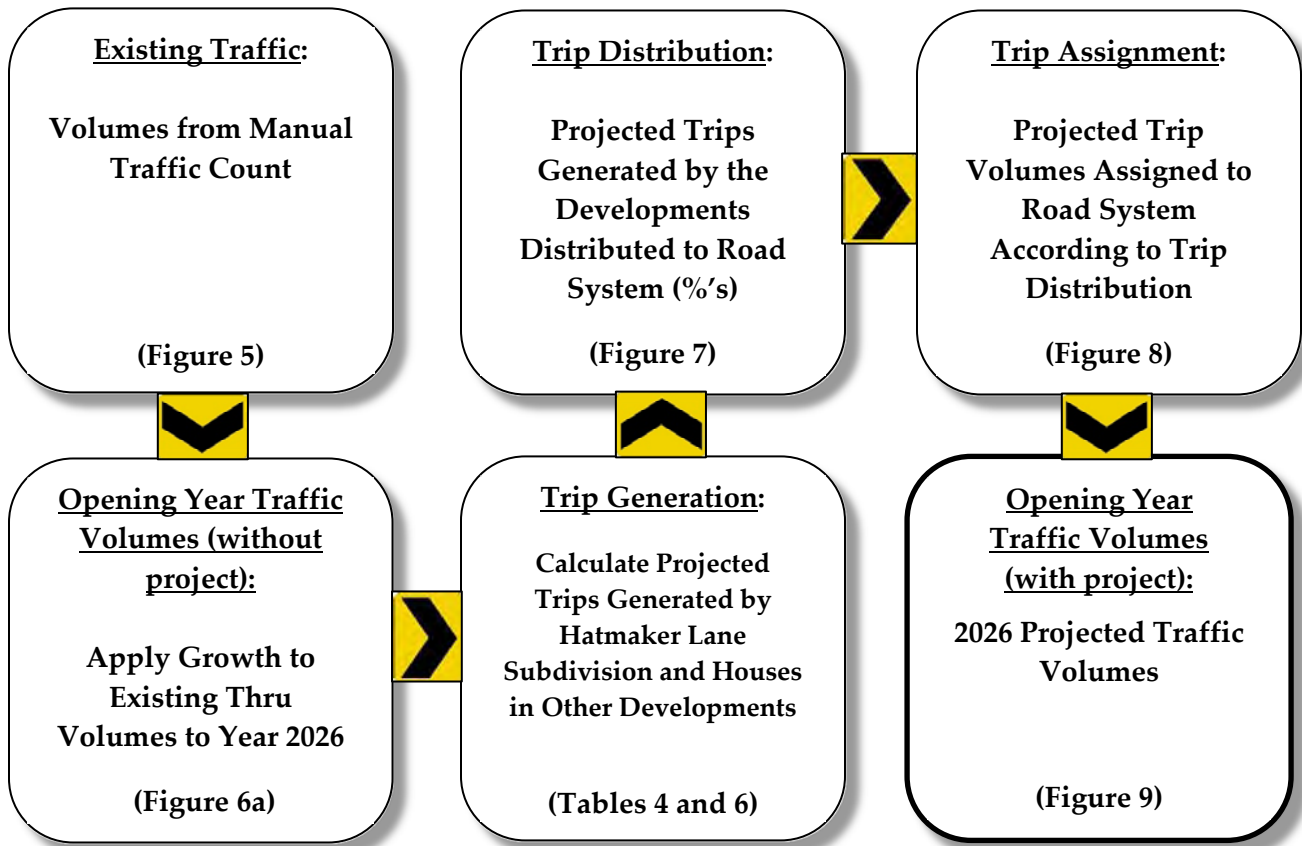 Existing Traffic:
Volumes from Manual
Traffic Count
(Figure 5)
Opening Year Traffic
Volumes (without
project):
Apply Growth to
Existing Thru
Volumes to Year 2026
(Figure 6a)
Trip Generation:
Calculate Projected
Trips Generated by
Hatmaker Lane
Subdivision and Houses
in Other Developments
(Tables 4 and 6)
Trip Distribution:
Projected Trips
Generated by the
Developments
Distributed to Road
System (%’s)
(Figure 7)
Trip Assignment:
Projected Trip
Volumes Assigned to
Road System
According to Trip
Distribution
(Figure 8)
Opening Year
Traffic Volumes
(with project):
2026 Projected Traffic
Volumes
(Figure 9)